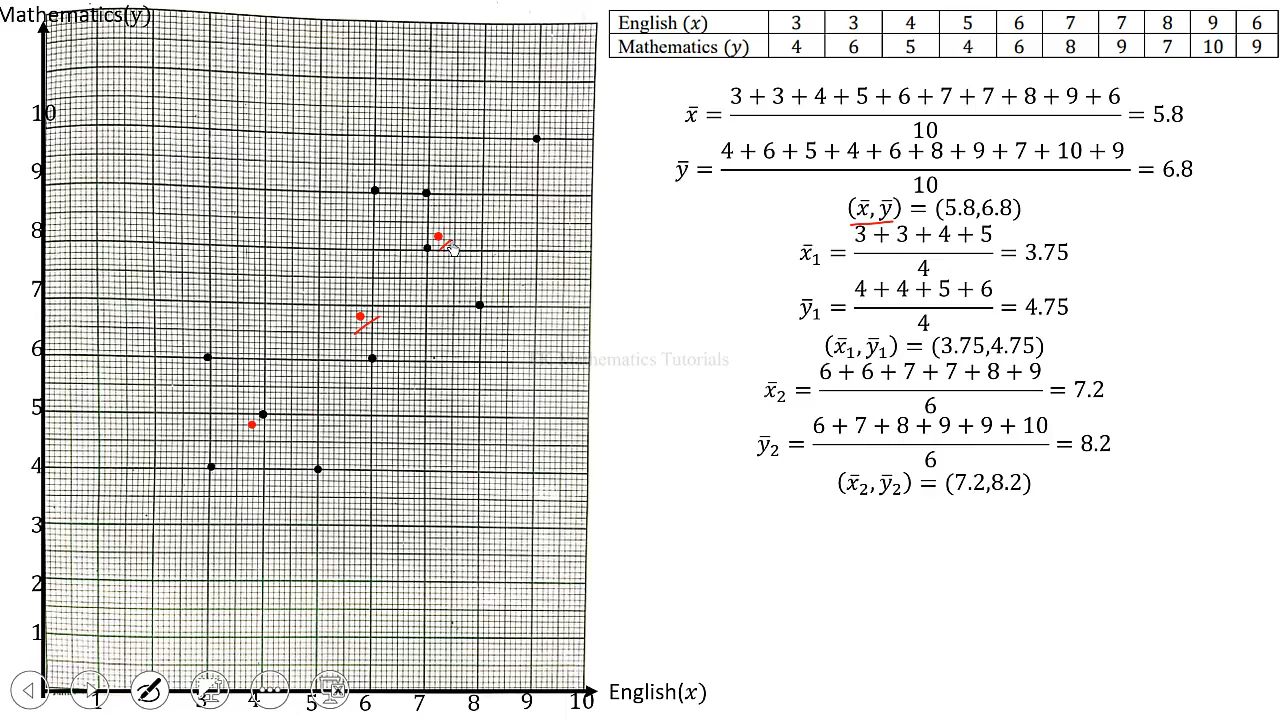 Mathematics(y)
10
9
8
7
6
5
4
3
2
1
1
3
4
5
6
7
8
9
10
English(x)
English (x) 3 3 4 5 6 7 7 8 9 6
Mathematics (y) 4 6 5 4 6 8 9 7 10 9
x̄ = (3 + 3 + 4 + 5 + 6 + 7 + 7 + 8 + 9 + 6)/10 = 5.8
ȳ = (4 + 6 + 5 + 4 + 6 + 8 + 9 + 7 + 10 + 9)/10 = 6.8
(x̄, ȳ) = (5.8,6.8)
x̄₁ = (3 + 3 + 4 + 5)/4 = 3.75
ȳ₁ = (4 + 4 + 5 + 6)/4 = 4.75
(x̄₁, ȳ₁) = (3.75,4.75)
x̄₂ = (6 + 6 + 7 + 7 + 8 + 9)/6 = 7.2
ȳ₂ = (6 + 7 + 8 + 9 + 9 + 10)/6 = 8.2
(x̄₂, ȳ₂) = (7.2,8.2)
Mathematics Tutorials